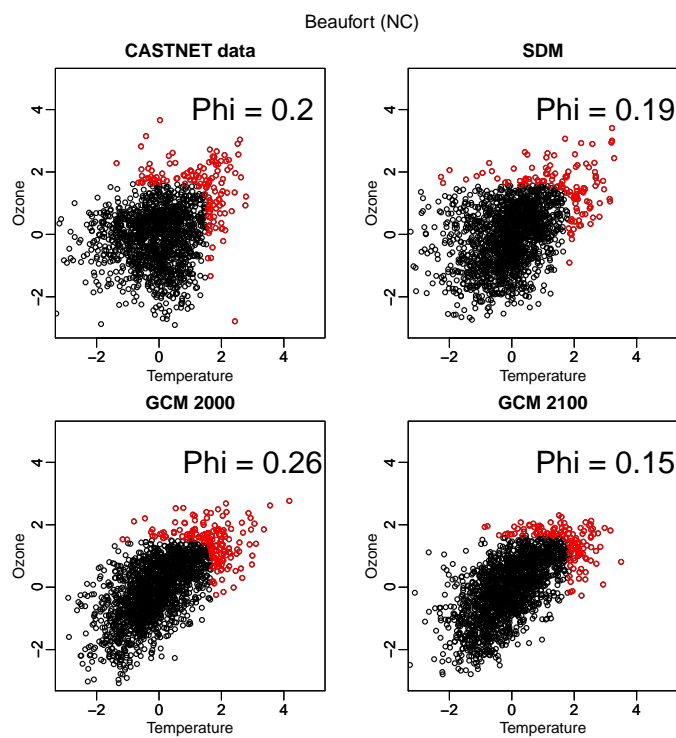 Beaufort (NC)
CASTNET data
Phi = 0.2
Ozone
4
2
0
−2
−2 0 2 4
Temperature
SDM
Phi = 0.19
Ozone
4
2
0
−2
−2 0 2 4
Temperature
GCM 2000
Phi = 0.26
Ozone
4
2
0
−2
−2 0 2 4
Temperature
GCM 2100
Phi = 0.15
Ozone
4
2
0
−2
−2 0 2 4
Temperature